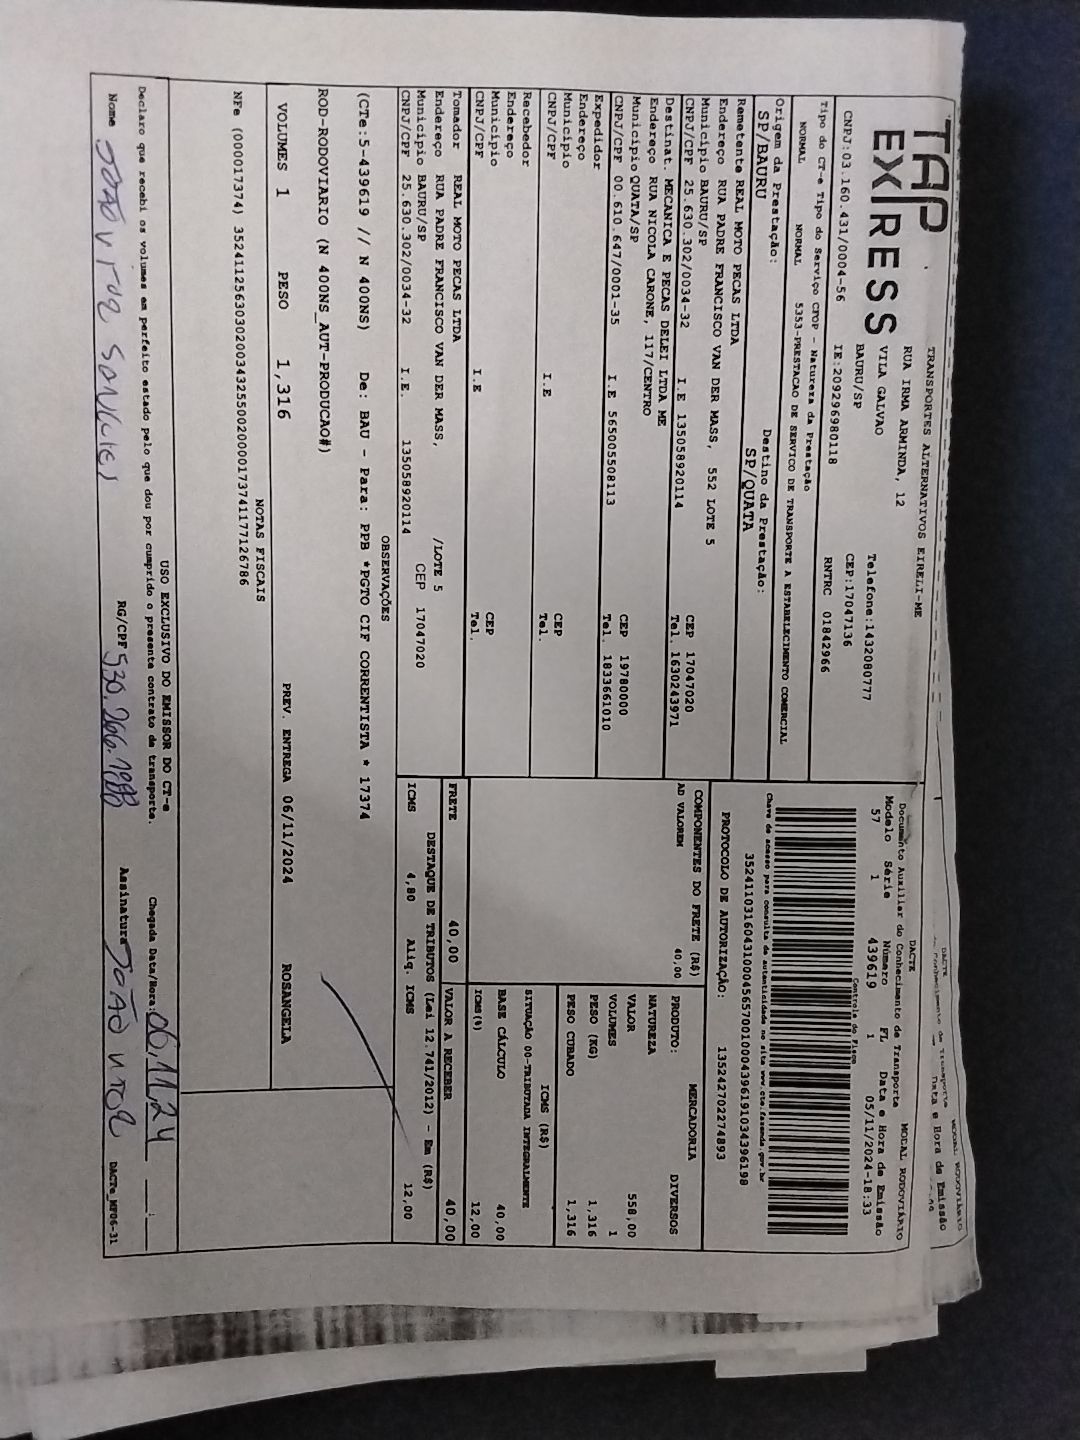 TAP EXPRESS
TRANSPORTES ALTERNATIVOS EIRELI-ME
RUA IRMA ARMINDA, 12
VILA GALVAO
BAURU/SP
Telefone:1432080777
CEP:17047136
CNPJ:03.160.431/0004-56 IE:209296980118 RNTRC 01842966
Tipo do CT-e Tipo do Serviço CFOP - Natureza da Prestação
NORMAL NORMAL 5353-PRESTACAO DE SERVICO DE TRANSPORTE A ESTABELECIMENTO COMERCIAL
Origem da Prestação: Destino da Prestação:
SP/BAURU SP/QUATA
Remetente REAL MOTO PECAS LTDA
Endereço RUA PADRE FRANCISCO VAN DER MASS, 552 LOTE 5
Município BAURU/SP CEP 17047020
CNPJ/CPF 25.630.302/0034-32 I.E 135058920114 Tel. 1630243971
Destinat. MECANICA E PECAS DELEI LTDA ME
Endereço RUA NICOLA CARONE, 117/CENTRO
Município QUATA/SP CEP 19780000
CNPJ/CPF 00.610.647/0001-35 I.E 565005508113 Tel. 1833661010
Expedidor
Endereço
Município CEP
CNPJ/CPF I.E Tel.
Recebedor
Endereço
Município CEP
CNPJ/CPF I.E Tel.
Tomador REAL MOTO PECAS LTDA
Endereço RUA PADRE FRANCISCO VAN DER MASS, /LOTE 5
Município BAURU/SP CEP 17047020
CNPJ/CPF 25.630.302/0034-32 I.E. 135058920114
DACTE
Documento Auxiliar do Conhecimento de Transporte MODAL RODOVIÁRIO
Modelo Série Número FL Data e Hora de Emissão
57 1 439619 1 05/11/2024-18:33
Controle do Fisco
35241103160431000456570010004396191034396198
Chave de acesso para consulta de autenticidade no site www.cte.fazenda.gov.br
PROTOCOLO DE AUTORIZAÇÃO: 135242702274893
COMPONENTES DO FRETE (R$)
AD VALOREM 40,00
PRODUTO: MERCADORIA DIVERSOS
NATUREZA
VALOR 558,00
VOLUMES 1
PESO (KG) 1,316
PESO CUBADO 1,316
ICMS (R$)
SITUAÇÃO 00-TRIBUTADA INTEGRALMENTE
BASE CÁLCULO 40,00
ICMS(%) 12,00
FRETE 40,00 VALOR A RECEBER 40,00
DESTAQUE DE TRIBUTOS (Lei 12.741/2012) - Em (R$)
ICMS 4,80 Aliq. ICMS 12,00
OBSERVAÇÕES
(CTe:5-439619 // N 400NS) De: BAU - Para: PPB *PGTO CIF CORRENTISTA * 17374
ROD-RODOVIARIO (N 400NS_AUT-PRODUCAO#)
VOLUMES 1 PESO 1,316 PREV. ENTREGA 06/11/2024 ROSANGELA
NOTAS FISCAIS
NFe (000017374) 35241125630302003432550020000173741177126786
USO EXCLUSIVO DO EMISSOR DO CT-e
Declaro que recebi os volumes em perfeito estado pelo que dou por cumprido o presente contrato de transporte. Chegada Data/Hora: 06,11,24
Nome João Vitor RG/CPF 530.266.1888 Assinatura João Vitor DACTe_MP06-31